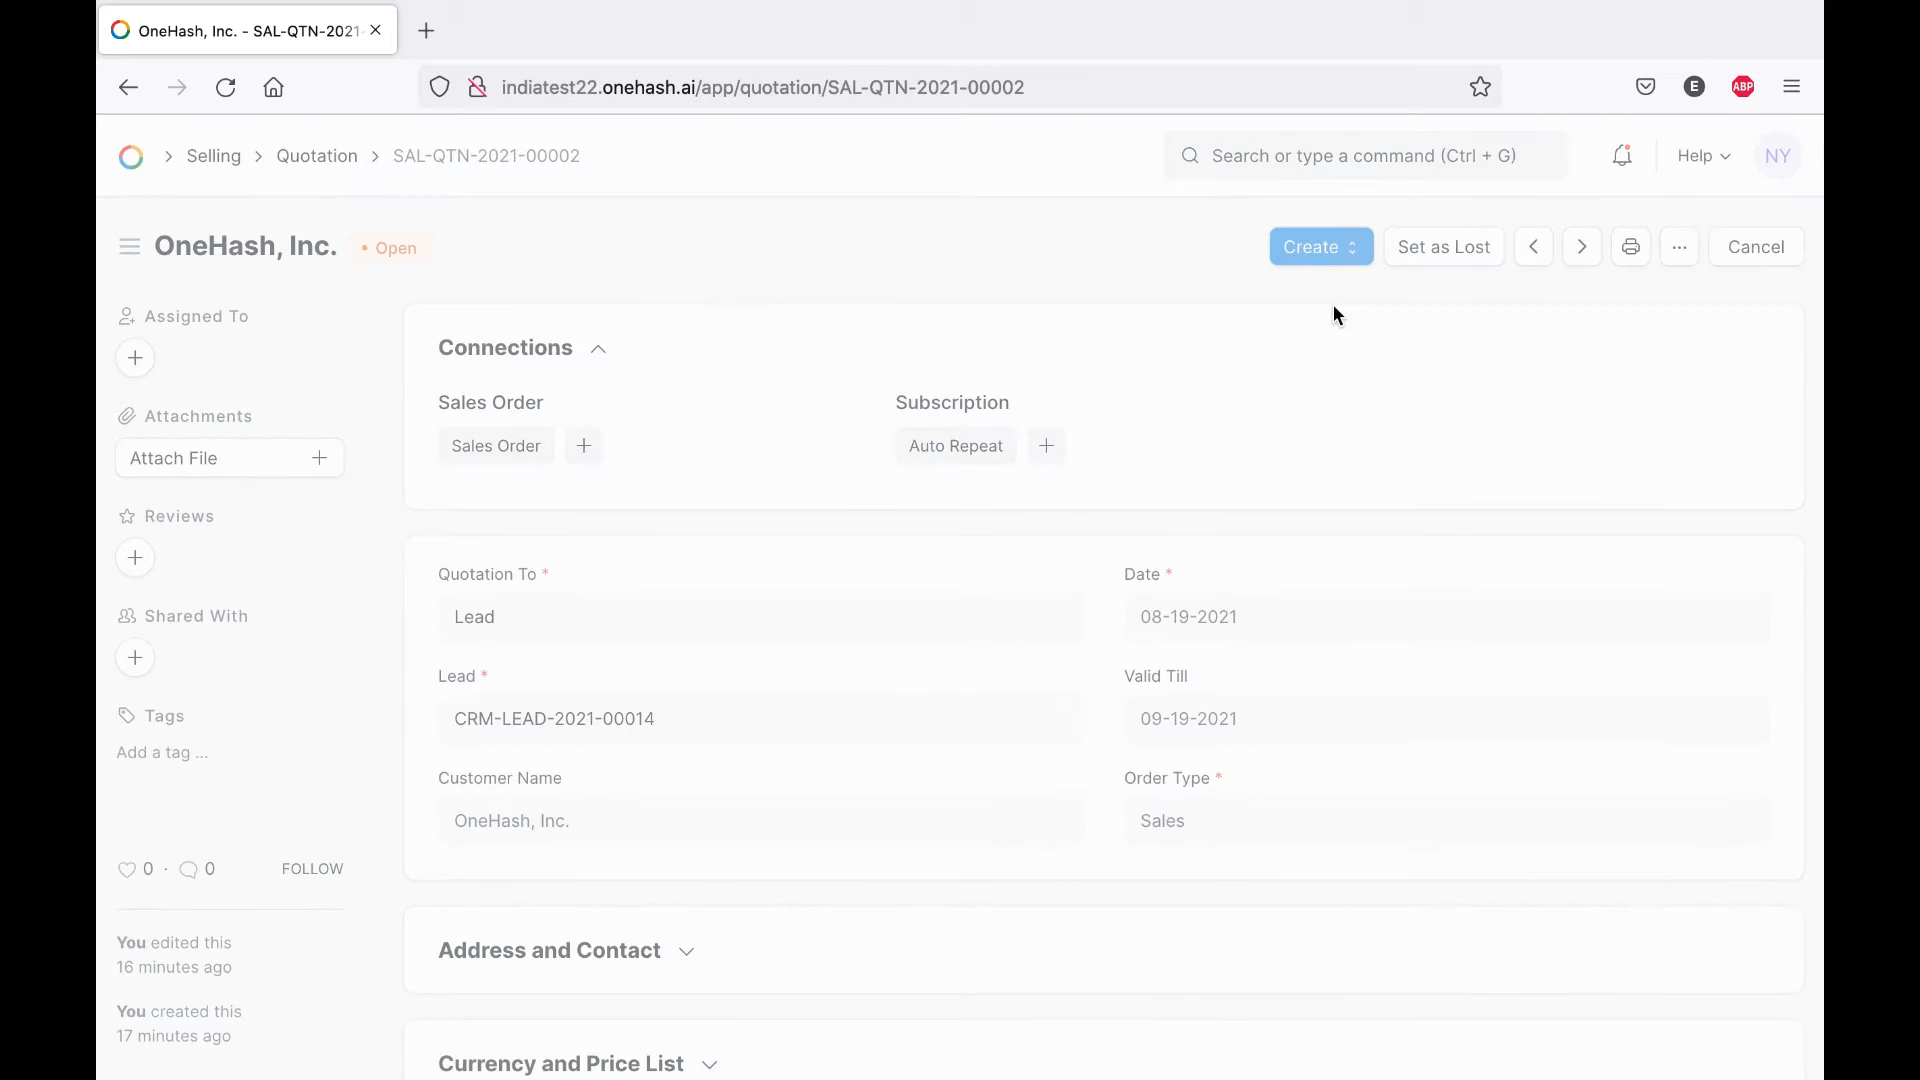 OneHash, Inc. - SAL-QTN-2021
indiatest22.onehash.ai/app/quotation/SAL-QTN-2021-00002
E
ABP
Selling
Quotation
SAL-QTN-2021-00002
Search or type a command (Ctrl + G)
Help
NY
OneHash, Inc.
• Open
Create
Set as Lost
Cancel
Assigned To
Attachments
Attach File
Reviews
Shared With
Tags
Add a tag ...
0 · 0
FOLLOW
You edited this
16 minutes ago
You created this
17 minutes ago
Connections
Sales Order
Subscription
Sales Order
Auto Repeat
Quotation To *
Date *
Lead
08-19-2021
Lead *
Valid Till
CRM-LEAD-2021-00014
09-19-2021
Customer Name
Order Type *
OneHash, Inc.
Sales
Address and Contact
Currency and Price List